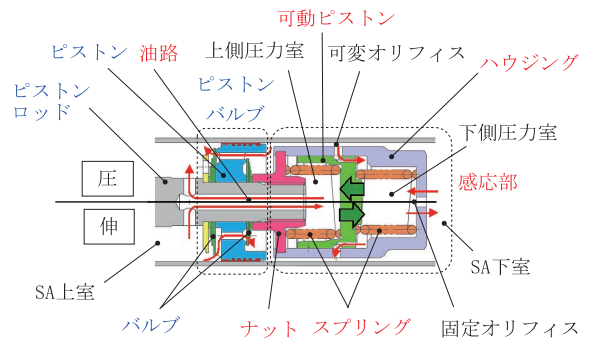 可動ピストン
ピストン 油路 上側圧力室 可変オリフィス
ハウジング
ピストン
ロッド
ピストン
バルブ
下側圧力室
圧
伸
感応部
SA上室
SA下室
バルブ ナット スプリング 固定オリフィス